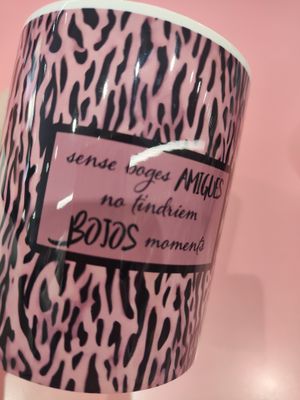 sense boges AMIGUES
no tindriem
BOJOS moments